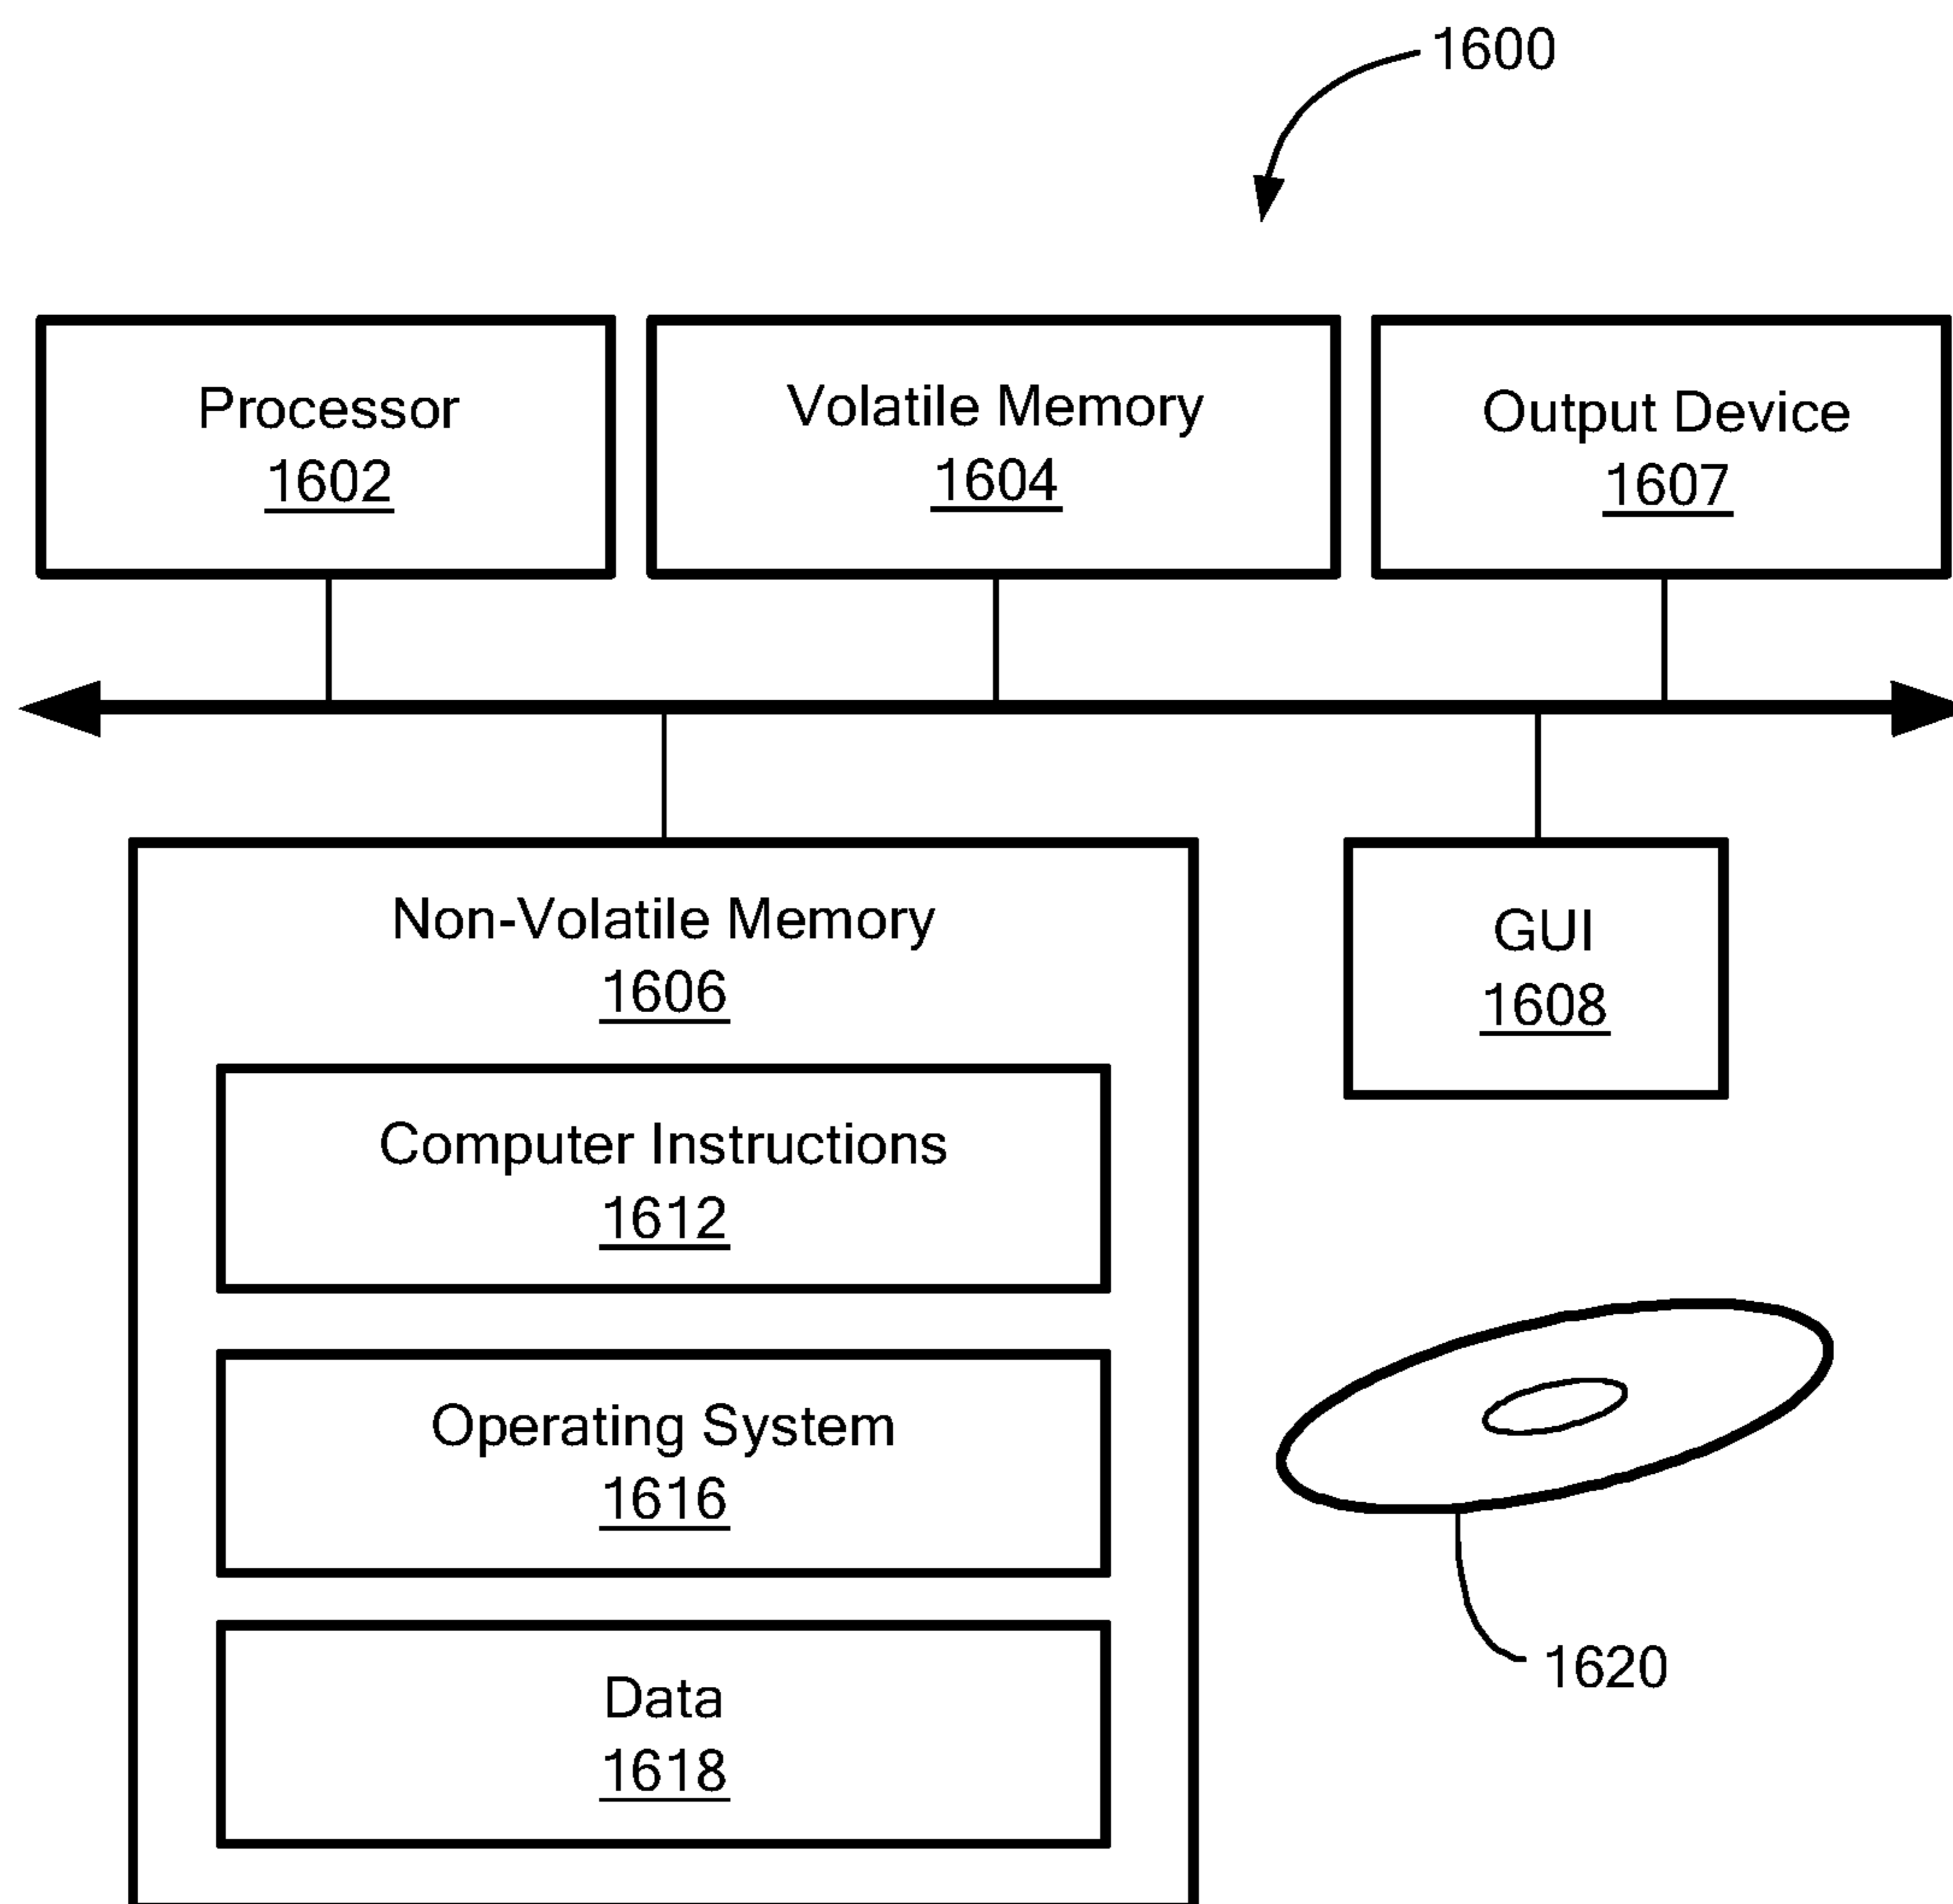 1600
Processor
1602
Volatile Memory
1604
Output Device
1607
Non-Volatile Memory
1606
GUI
1608
Computer Instructions
1612
Operating System
1616
Data
1618
1620